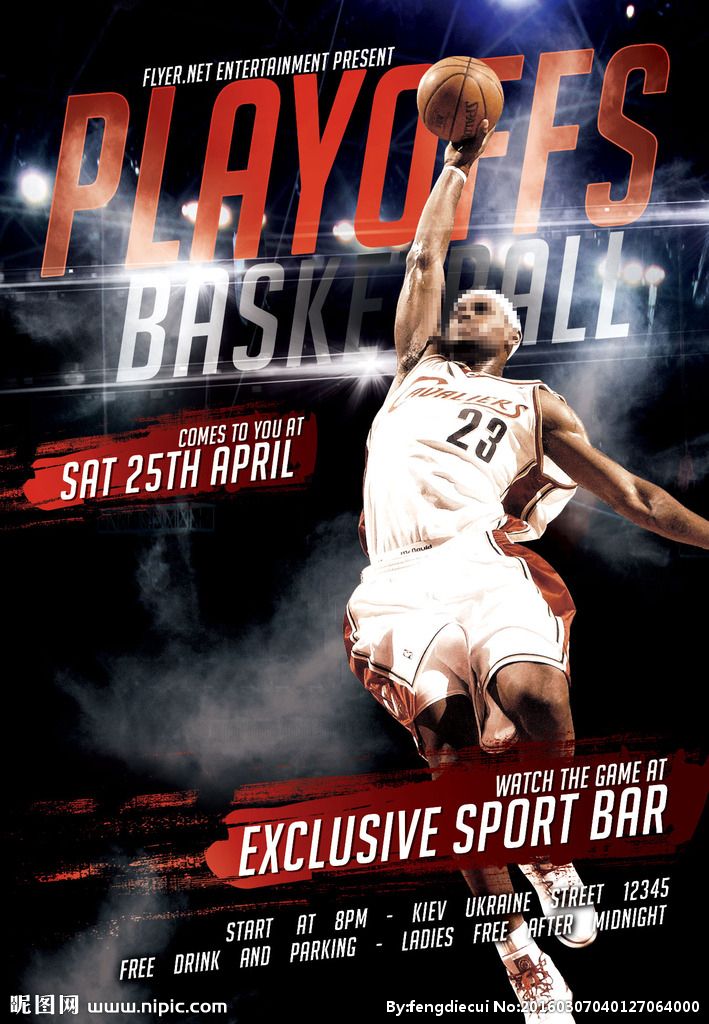 FLYER.NET ENTERTAINMENT PRESENT
PLAYOFFS
SPALDING
BASKETBALL
CAVALIERS
23
COMES TO YOU AT
SAT 25TH APRIL
WATCH THE GAME AT
EXCLUSIVE SPORT BAR
START AT 8PM - KIEV UKRAINE STREET 12345
FREE DRINK AND PARKING - LADIES FREE AFTER MIDNIGHT
昵图网 www.nipic.com
By:fengdiecui No:20160307040127064000